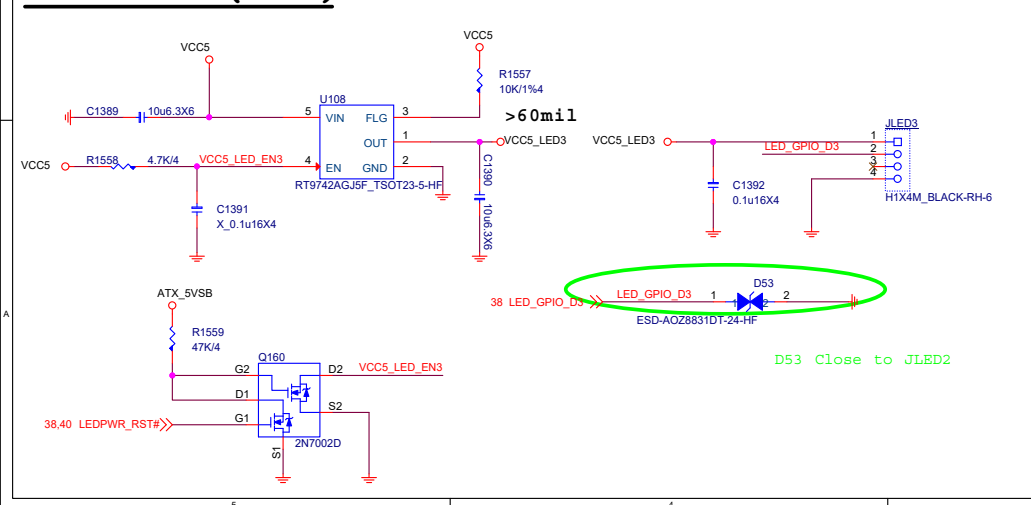 VCC5
VCC5
R1557
10K/1%4
C1389
10u6.3X6
U108
5
VIN
FLG
3
>60mil
OUT
1
VCC5_LED3
VCC5_LED3
JLED3
1
LED_GPIO_D3
2
3
4
VCC5
R1558
4.7K/4
VCC5_LED_EN3
4
EN
GND
2
RT9742AGJ5F_TSOT23-5-HF
C1390
10u6.3X6
C1391
X_0.1u16X4
C1392
0.1u16X4
H1X4M_BLACK-RH-6
ATX_5VSB
R1559
47K/4
38 LED_GPIO_D3
LED_GPIO_D3
1
D53
1
2
2
ESD-AOZ8831DT-24-HF
D53 Close to JLED2
A
Q160
G2
D2
VCC5_LED_EN3
D1
S2
38,40 LEDPWR_RST#
G1
S1
2N7002D